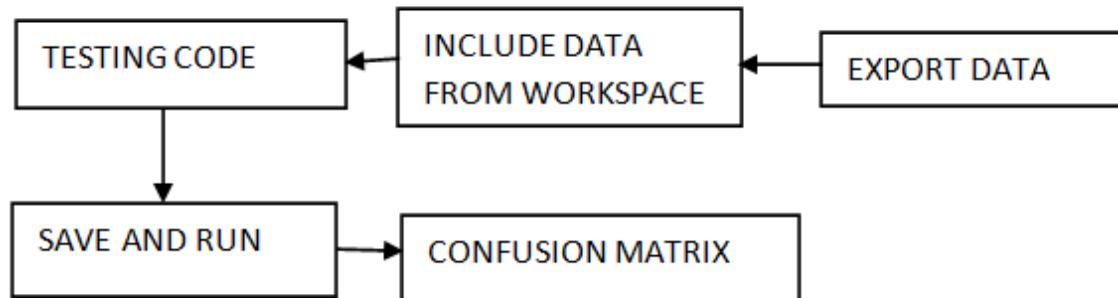 TESTING CODE
INCLUDE DATA
FROM WORKSPACE
EXPORT DATA
SAVE AND RUN
CONFUSION MATRIX